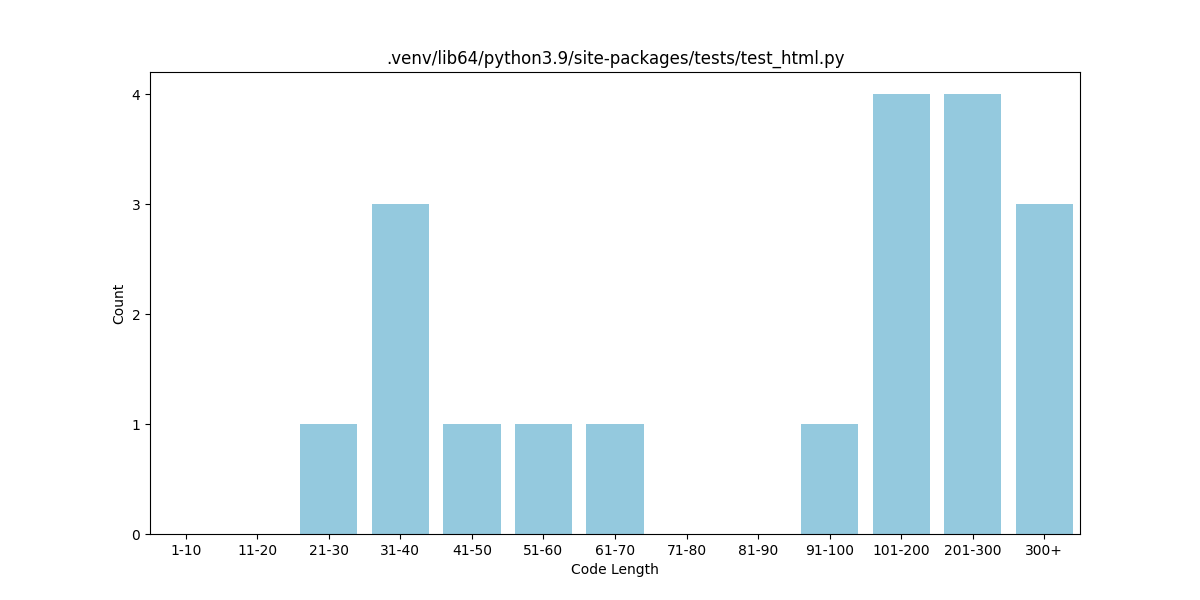 .venv/lib64/python3.9/site-packages/tests/test_html.py
4
3
2
1
0
Count
1-10 11-20 21-30 31-40 41-50 51-60 61-70 71-80 81-90 91-100 101-200 201-300 300+
Code Length